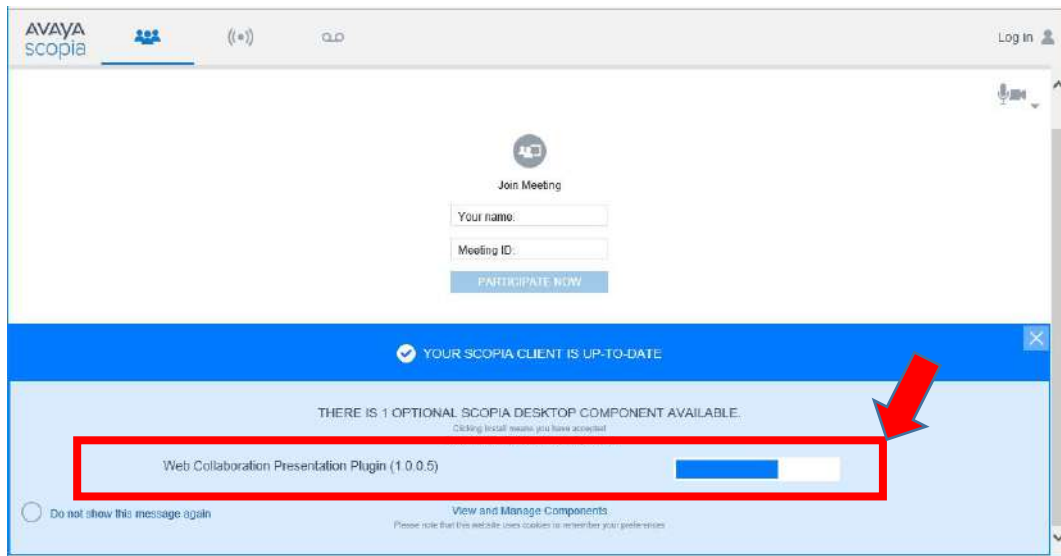 AVAYA
scopia
Log In
Join Meeting
Your name:
Meeting ID:
PARTICIPATE NOW
YOUR SCOPIA CLIENT IS UP-TO-DATE
THERE IS 1 OPTIONAL SCOPIA DESKTOP COMPONENT AVAILABLE.
Clicking Install means you have accepted
Web Collaboration Presentation Plugin (1.0.0.5)
Do not show this message again
View and Manage Components
Please note that this website uses cookies to remember your preferences